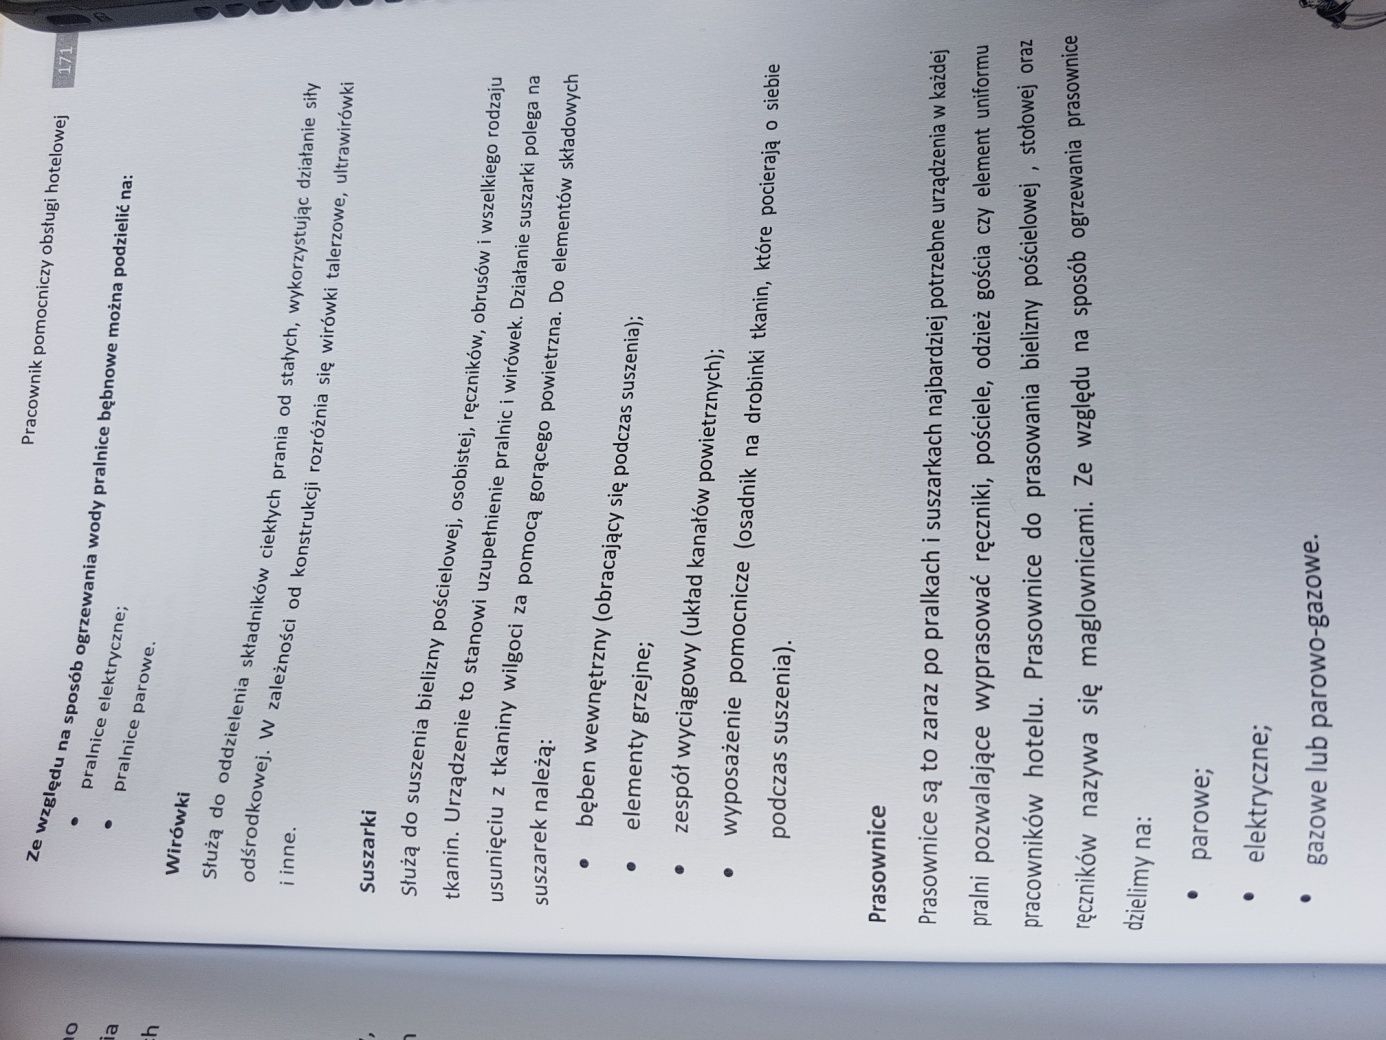 Pracownik pomocniczy obsługi hotelowej 171
Ze względu na sposób ogrzewania wody pralnice bębnowe można podzielić na:
• pralnice elektryczne;
• pralnice parowe.
Wirówki
Służą do oddzielenia składników ciekłych prania od stałych, wykorzystując działanie siły
odśrodkowej. W zależności od konstrukcji rozróżnia się wirówki talerzowe, ultrawirówki
i inne.
Suszarki
Służą do suszenia bielizny pościelowej, osobistej, ręczników, obrusów i wszelkiego rodzaju
tkanin. Urządzenie to stanowi uzupełnienie pralnic i wirówek. Działanie suszarki polega na
usunięciu z tkaniny wilgoci za pomocą gorącego powietrzna. Do elementów składowych
suszarek należą:
• bęben wewnętrzny (obracający się podczas suszenia);
• elementy grzejne;
• zespół wyciągowy (układ kanałów powietrznych);
• wyposażenie pomocnicze (osadnik na drobinki tkanin, które pocierają o siebie
podczas suszenia).
Prasownice
Prasownice są to zaraz po pralkach i suszarkach najbardziej potrzebne urządzenia w każdej
pralni pozwalające wyprasować ręczniki, pościele, odzież gościa czy element uniformu
pracowników hotelu. Prasownice do prasowania bielizny pościelowej , stołowej oraz
ręczników nazywa się maglownicami. Ze względu na sposób ogrzewania prasownice
dzielimy na:
• parowe;
• elektryczne;
• gazowe lub parowo-gazowe.